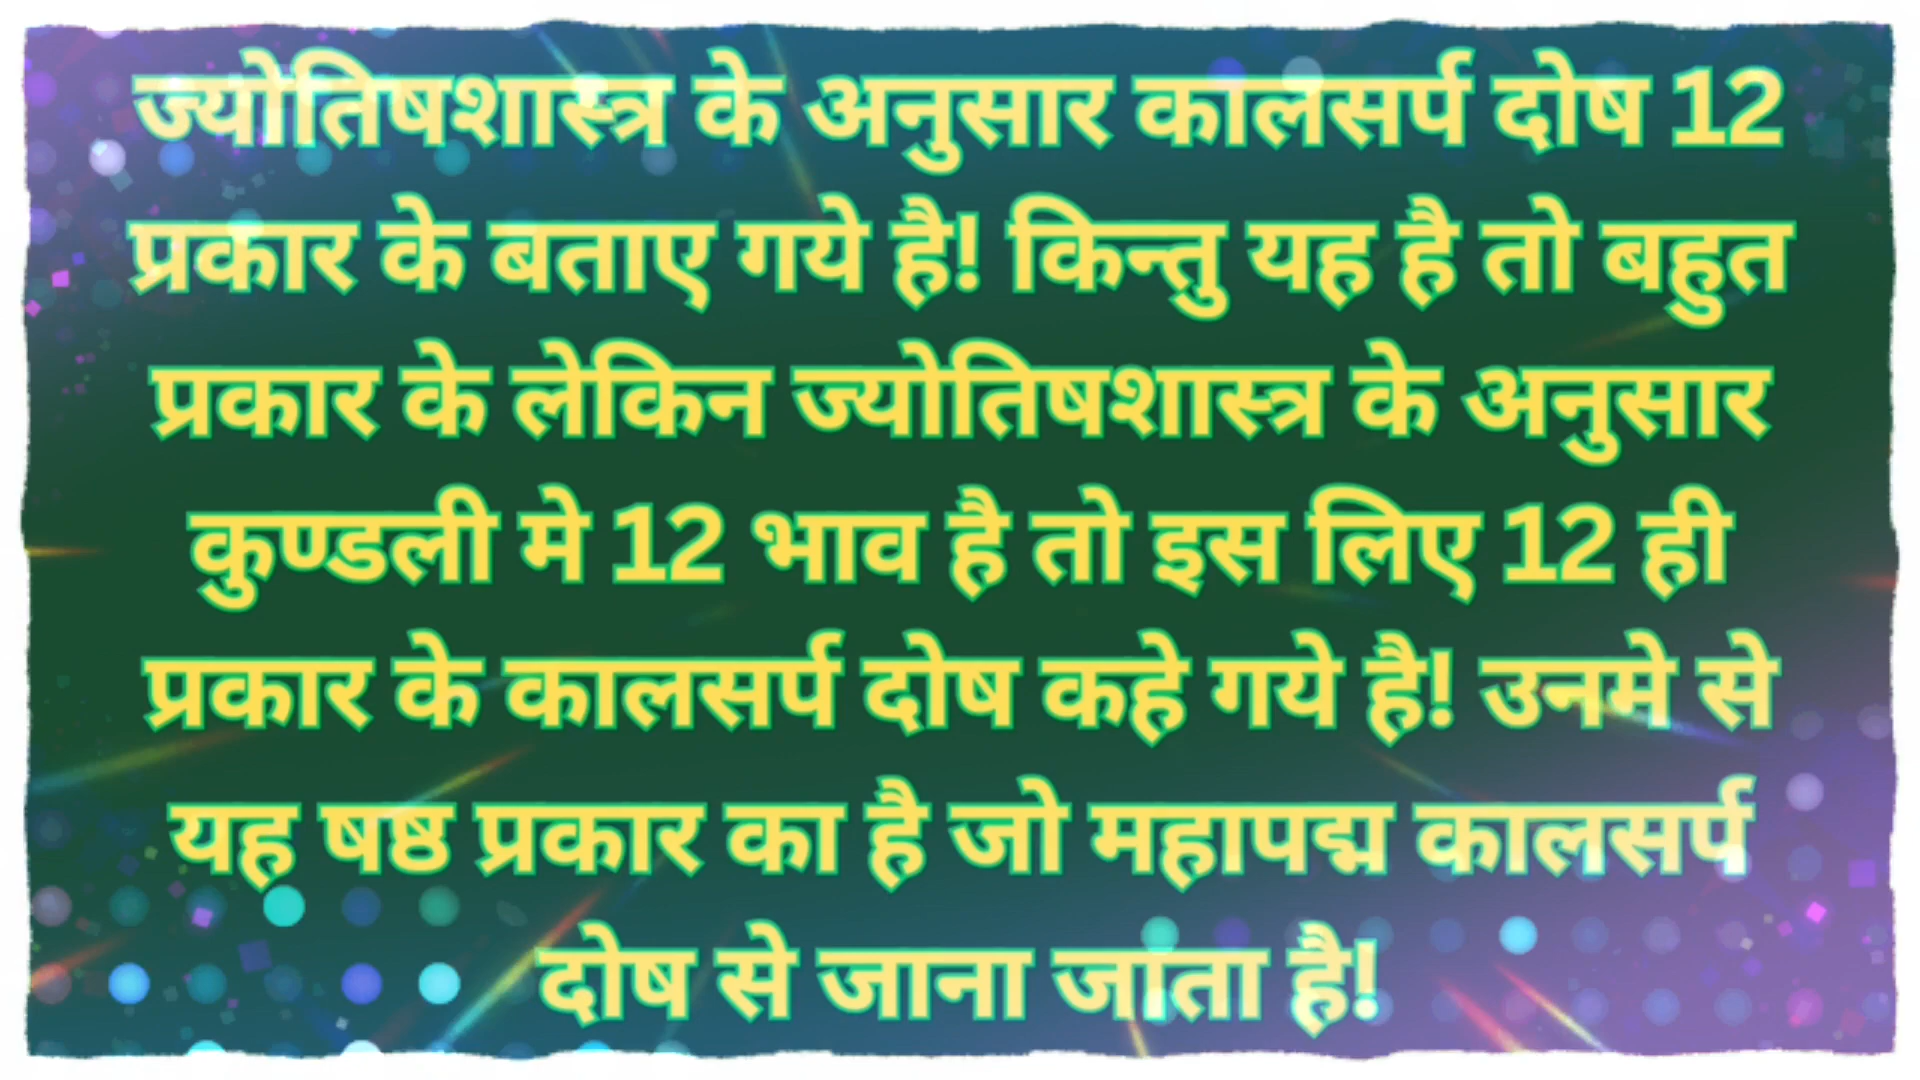 ज्योतिषशास्त्र के अनुसार कालसर्प दोष 12
प्रकार के बताए गये है! किन्तु यह है तो बहुत
प्रकार के लेकिन ज्योतिषशास्त्र के अनुसार
कुण्डली मे 12 भाव है तो इस लिए 12 ही
प्रकार के कालसर्प दोष कहे गये है! उनमे से
यह षष्ठ प्रकार का है जो महापद्म कालसर्प
दोष से जाना जाता है!